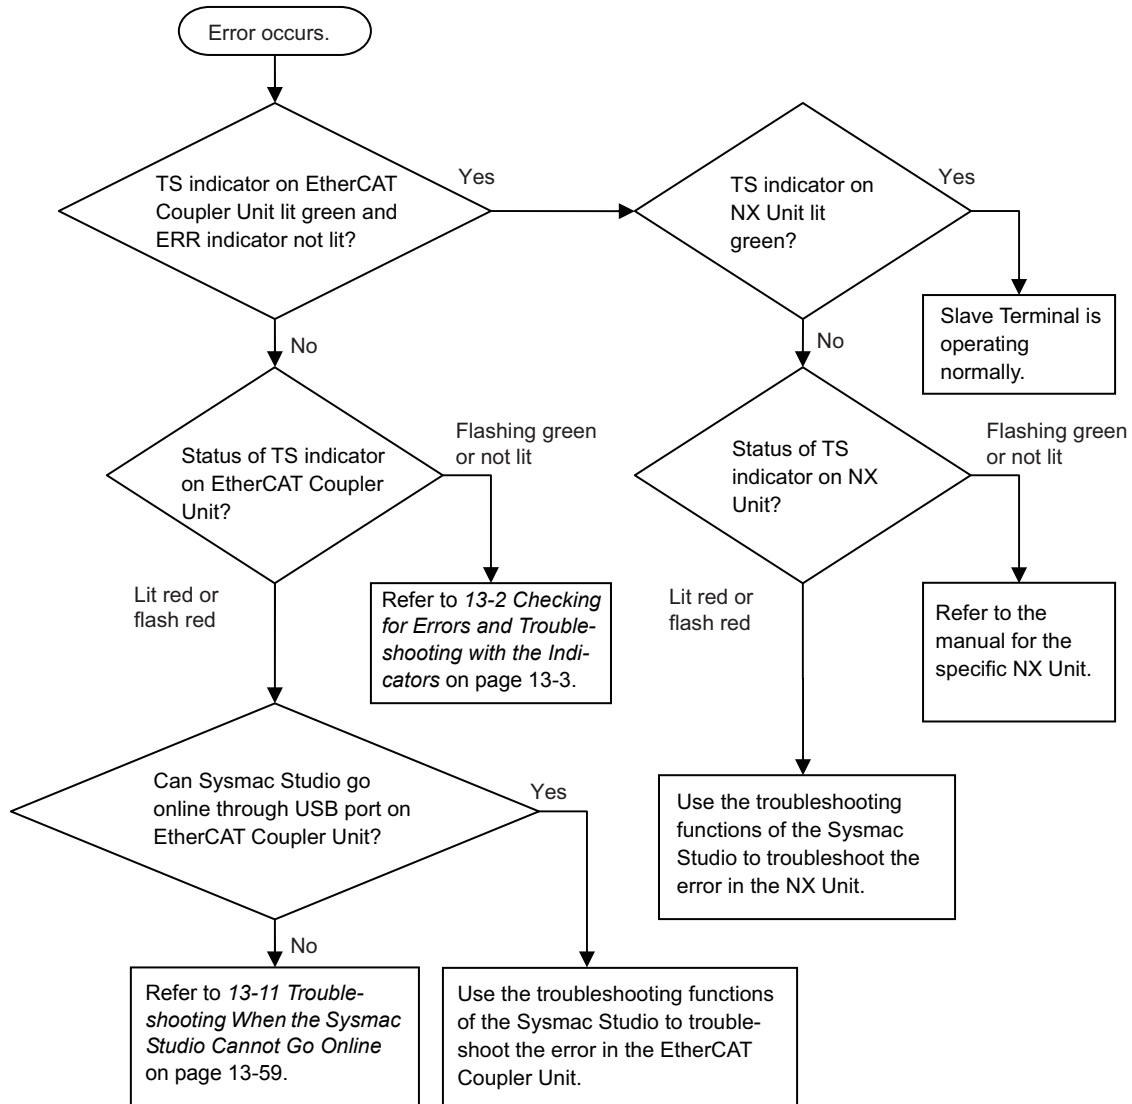 Error occurs.
TS indicator on EtherCAT
Coupler Unit lit green and
ERR indicator not lit?
Yes
TS indicator on
NX Unit lit
green?
Yes
Slave Terminal is
operating
normally.
No
No
Status of TS indicator
on EtherCAT Coupler
Unit?
Flashing green
or not lit
Status of TS
indicator on NX
Unit?
Flashing green
or not lit
Lit red or
flash red
Refer to 13-2 Checking
for Errors and Trouble-
shooting with the Indi-
cators on page 13-3.
Lit red or
flash red
Refer to the
manual for the
specific NX Unit.
Can Sysmac Studio go
online through USB port on
EtherCAT Coupler Unit?
Yes
Use the troubleshooting
functions of the Sysmac
Studio to troubleshoot the
error in the NX Unit.
No
Refer to 13-11 Trouble-
shooting When the Sysmac
Studio Cannot Go Online
on page 13-59.
Use the troubleshooting functions
of the Sysmac Studio to trouble-
shoot the error in the EtherCAT
Coupler Unit.